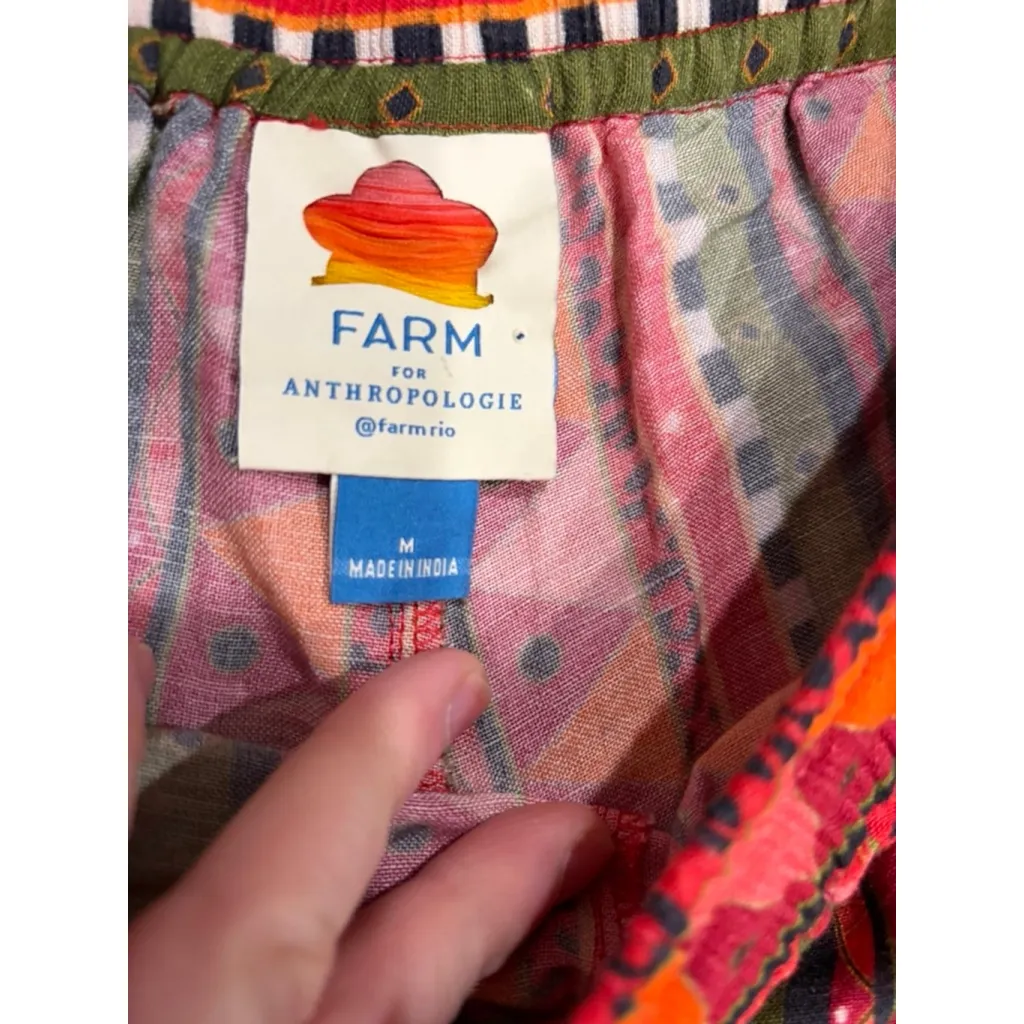 FARM
FOR
ANTHROPOLOGIE
@farmrio
M
MADE IN INDIA